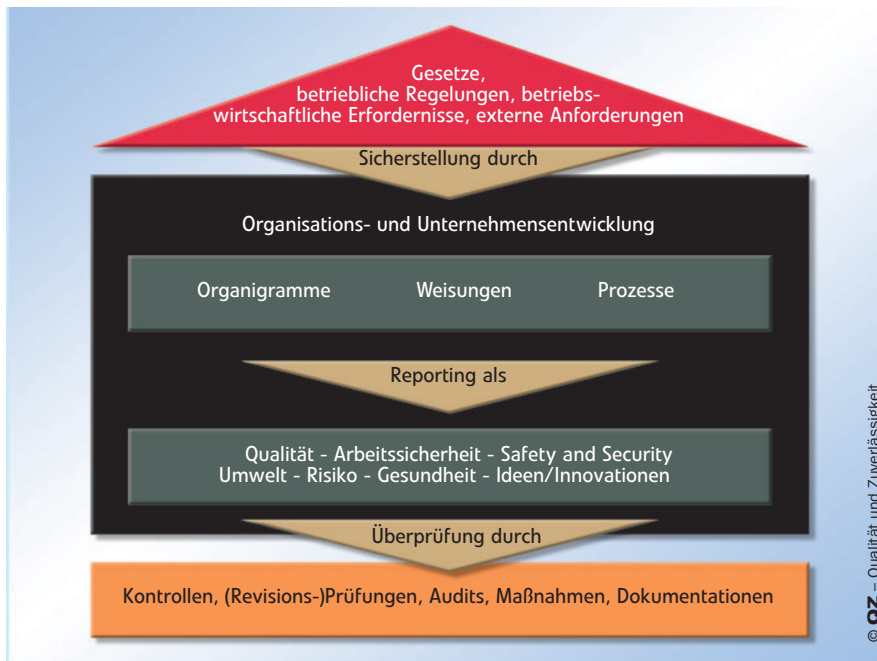 Gesetze,
betriebliche Regelungen, betriebs-
wirtschaftliche Erfordernisse, externe Anforderungen
Sicherstellung durch
Organisations- und Unternehmensentwicklung
Organigramme Weisungen Prozesse
Reporting als
Qualität - Arbeitssicherheit - Safety and Security
Umwelt - Risiko - Gesundheit - Ideen/Innovationen
Überprüfung durch
Kontrollen, (Revisions-)Prüfungen, Audits, Maßnahmen, Dokumentationen
© QZ – Qualität und Zuverlässigkeit